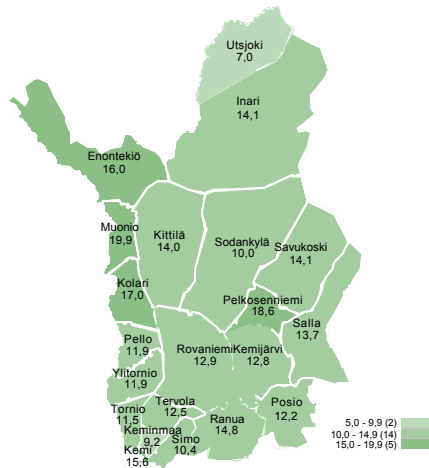 Utsjoki
7,0
Inari
14,1
Enontekiö
16,0
Muonio
19,9
Kittilä
14,0
Sodankylä
10,0
Savukoski
14,1
Kolari
17,0
Pelkosenniemi
18,6
Salla
13,7
Pello
11,9
Rovaniemi
12,9
Kemijärvi
12,8
Ylitornio
11,9
Tervola
12,5
Posio
12,2
Tornio
11,5
Ranua
14,8
Keminmaa
9,2
Simo
10,4
Kemi
15,6
5,0 - 9,9 (2)
10,0 - 14,9 (14)
15,0 - 19,9 (5)